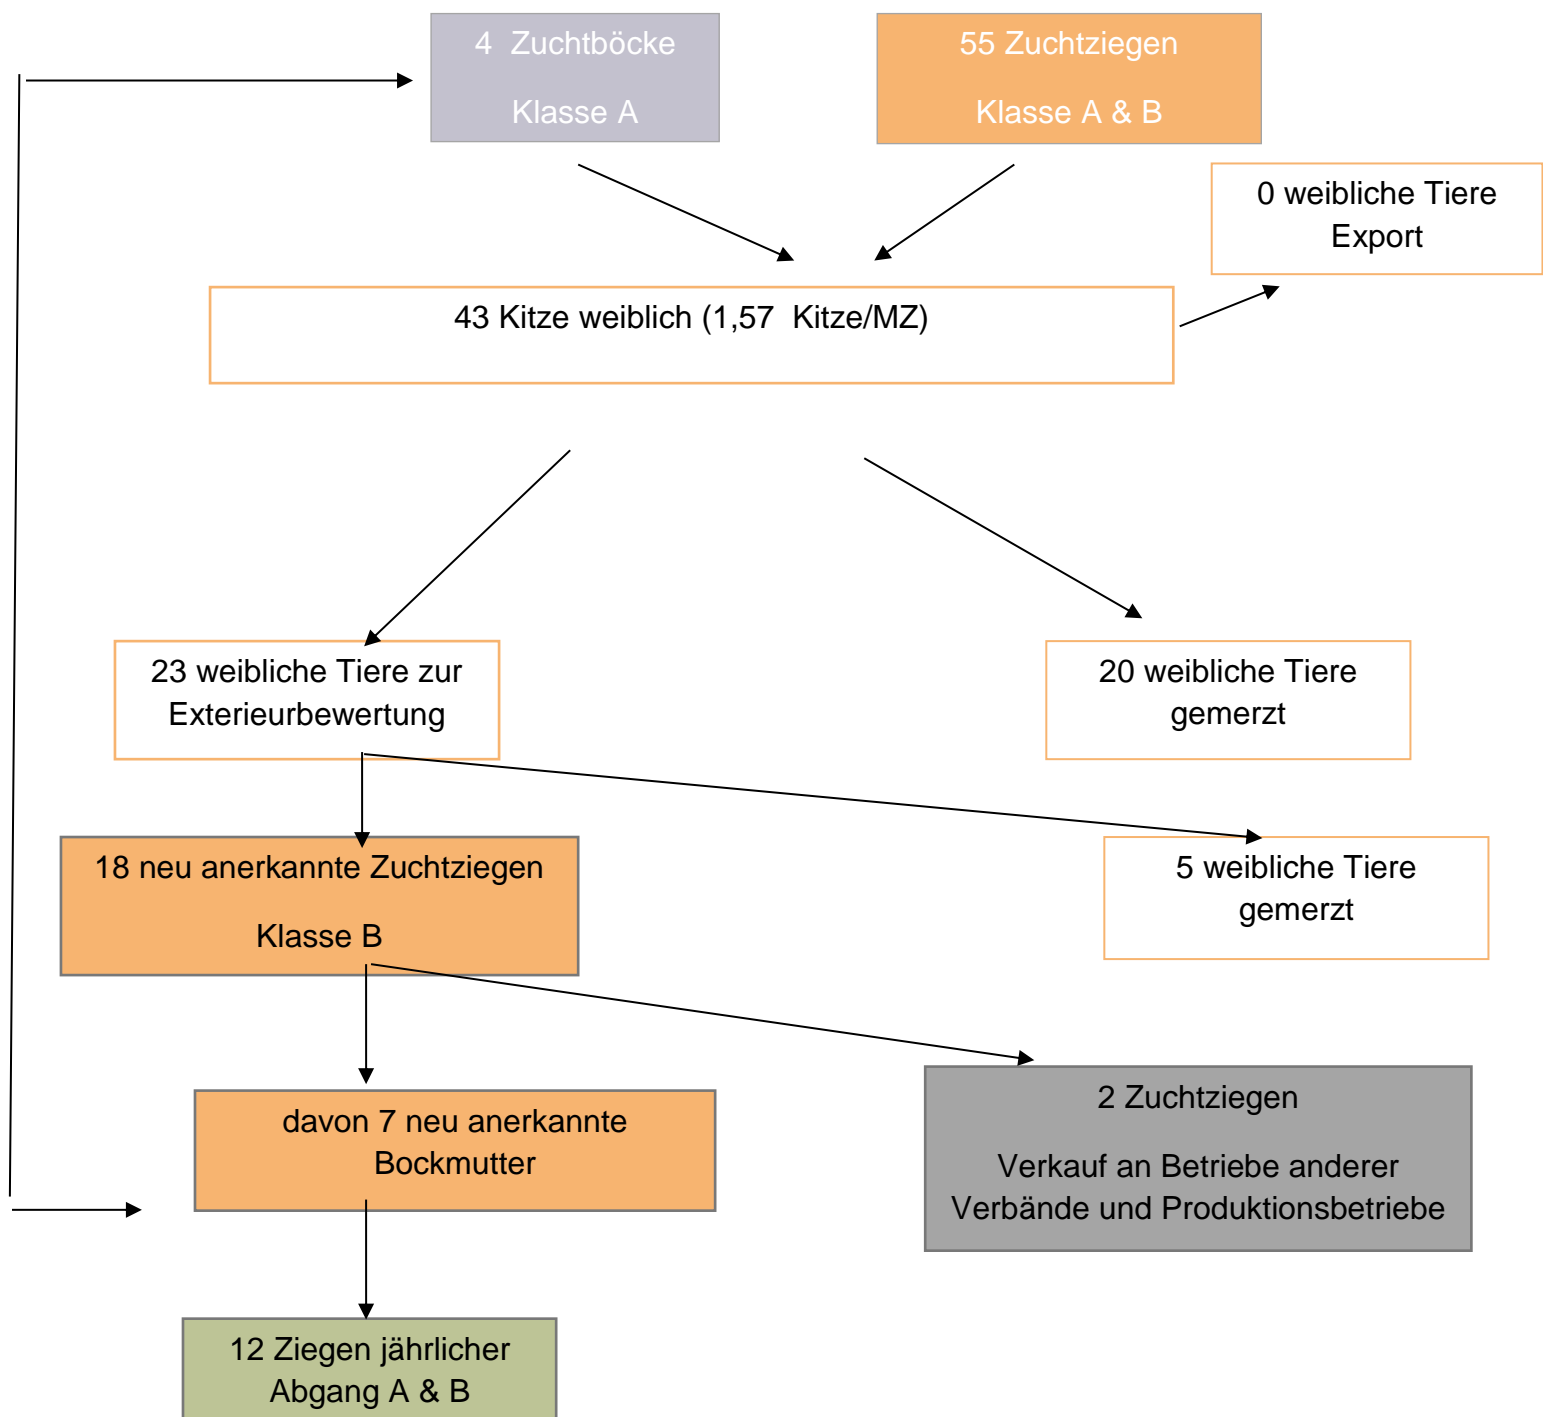 4 Zuchtböcke
Klasse A
55 Zuchtziegen
Klasse A & B
0 weibliche Tiere
Export
43 Kitze weiblich (1,57 Kitze/MZ)
23 weibliche Tiere zur
Exterieurbewertung
20 weibliche Tiere
gemerzt
18 neu anerkannte Zuchtziegen
Klasse B
5 weibliche Tiere
gemerzt
davon 7 neu anerkannte
Bockmutter
2 Zuchtziegen
Verkauf an Betriebe anderer
Verbände und Produktionsbetriebe
12 Ziegen jährlicher
Abgang A & B